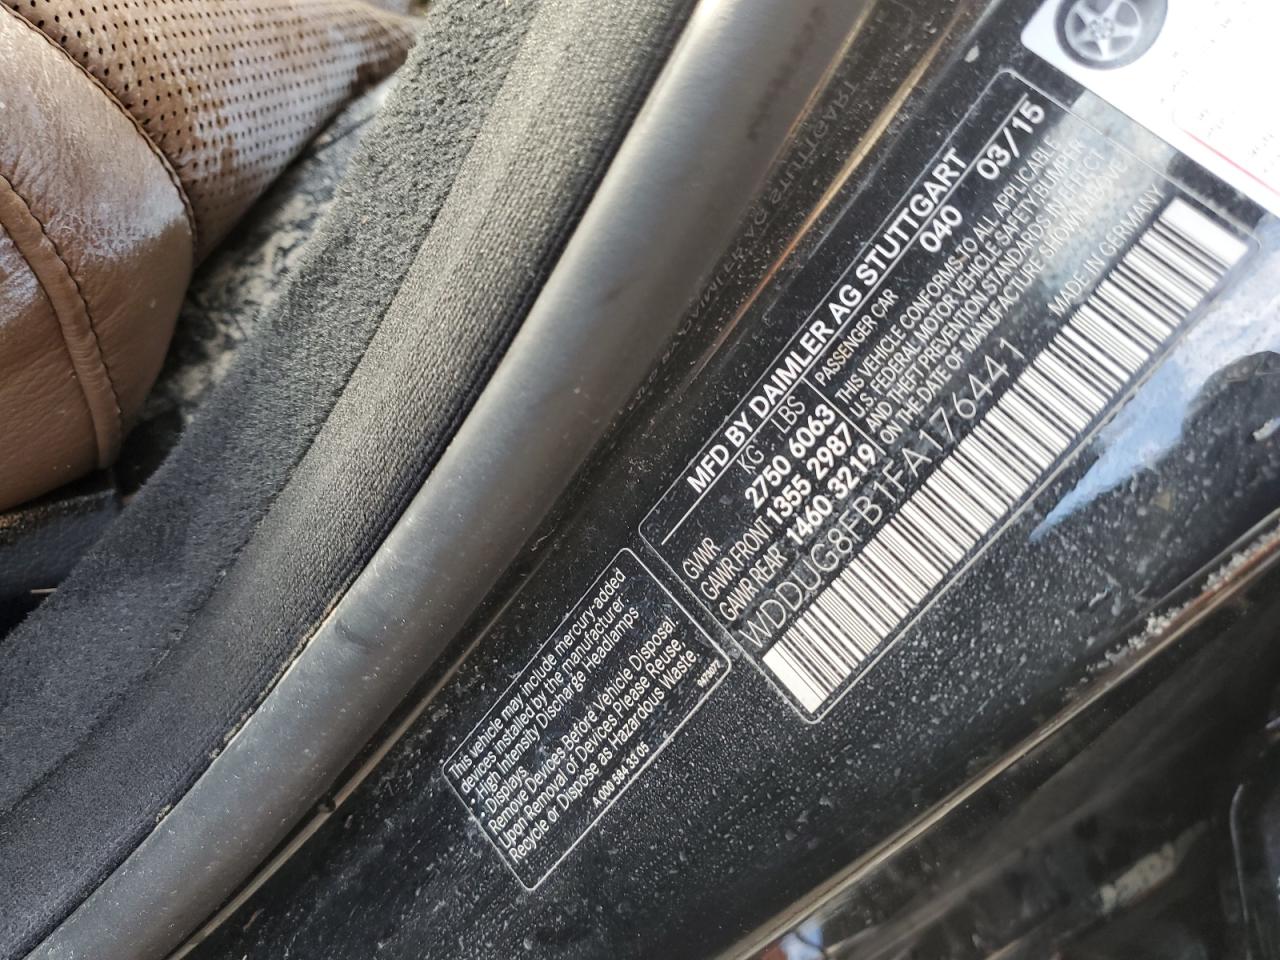 MFD BY DAIMLER AG STUTTGART
KG LBS 040 03/15
GVWR 2750 6063
GAWR FRONT 1355 2987
GAWR REAR 1460 3219
PASSENGER CAR
THIS VEHICLE CONFORMS TO ALL APPLICABLE
U.S. FEDERAL MOTOR VEHICLE SAFETY, BUMPER
AND THEFT PREVENTION STANDARDS IN EFFECT
ON THE DATE OF MANUFACTURE SHOWN ABOVE.
MADE IN GERMANY
WDDUG8FB1FA176441
This vehicle may include mercury-added
devices installed by the manufacturer:
• High Intensity Discharge Headlamps
• Displays
Remove Devices Before Vehicle Disposal.
Upon Removal of Devices Please Reuse,
Recycle or Dispose as Hazardous Waste.
A 000 584 33 05